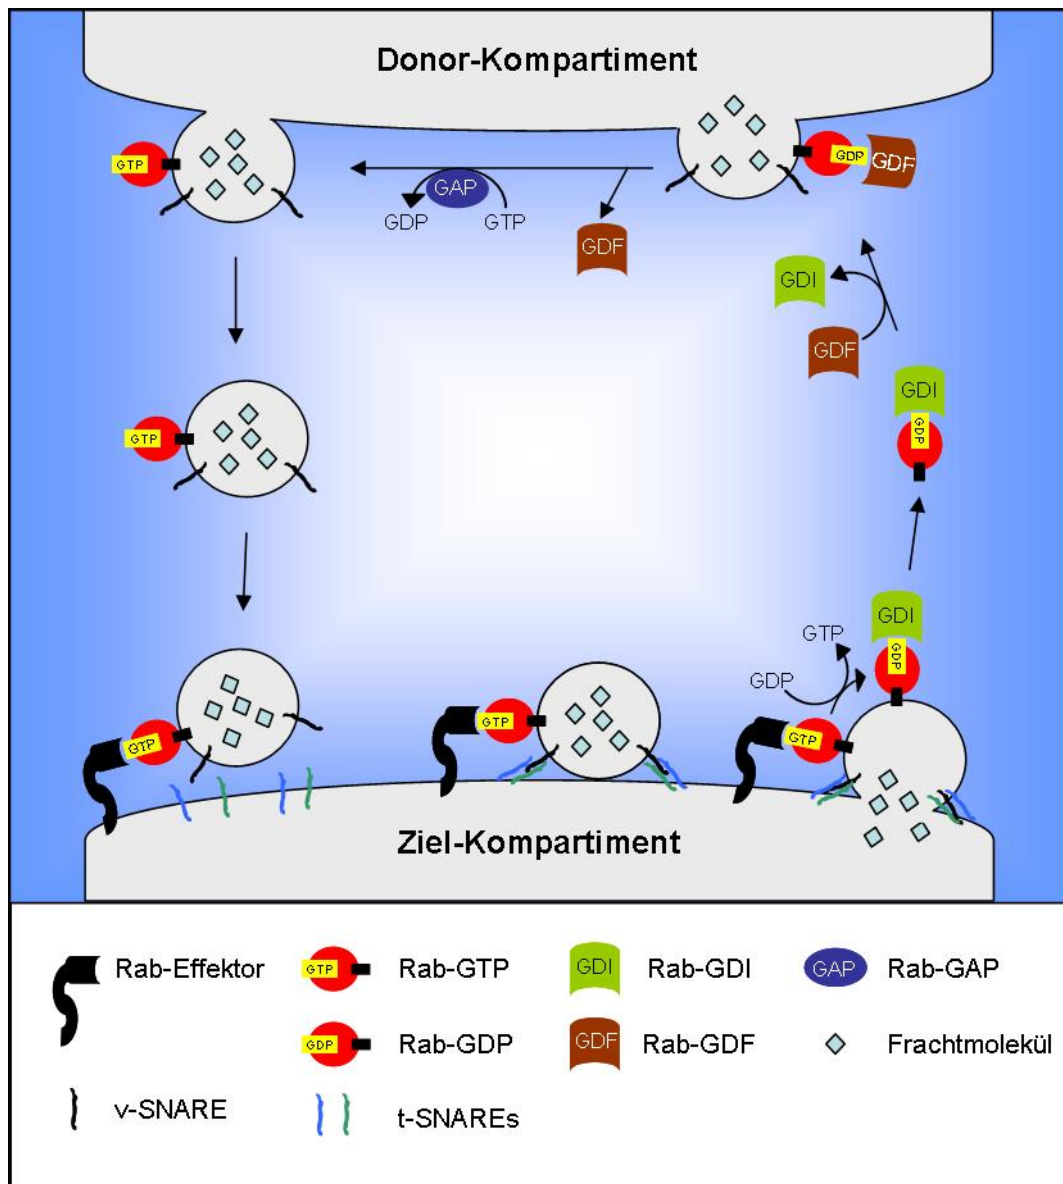 Donor-Kompartiment
GTP
GDP GDF
GAP
GDP GTP
GDF
GDI
GDF
GDI
GDP
GTP
GDI
GDP
GTP
GDP
GTP
GTP
GTP
Ziel-Kompartiment
Rab-Effektor
GTP Rab-GTP
GDI Rab-GDI
GAP Rab-GAP
GDP Rab-GDP
GDF Rab-GDF
Frachtmolekül
v-SNARE
t-SNAREs